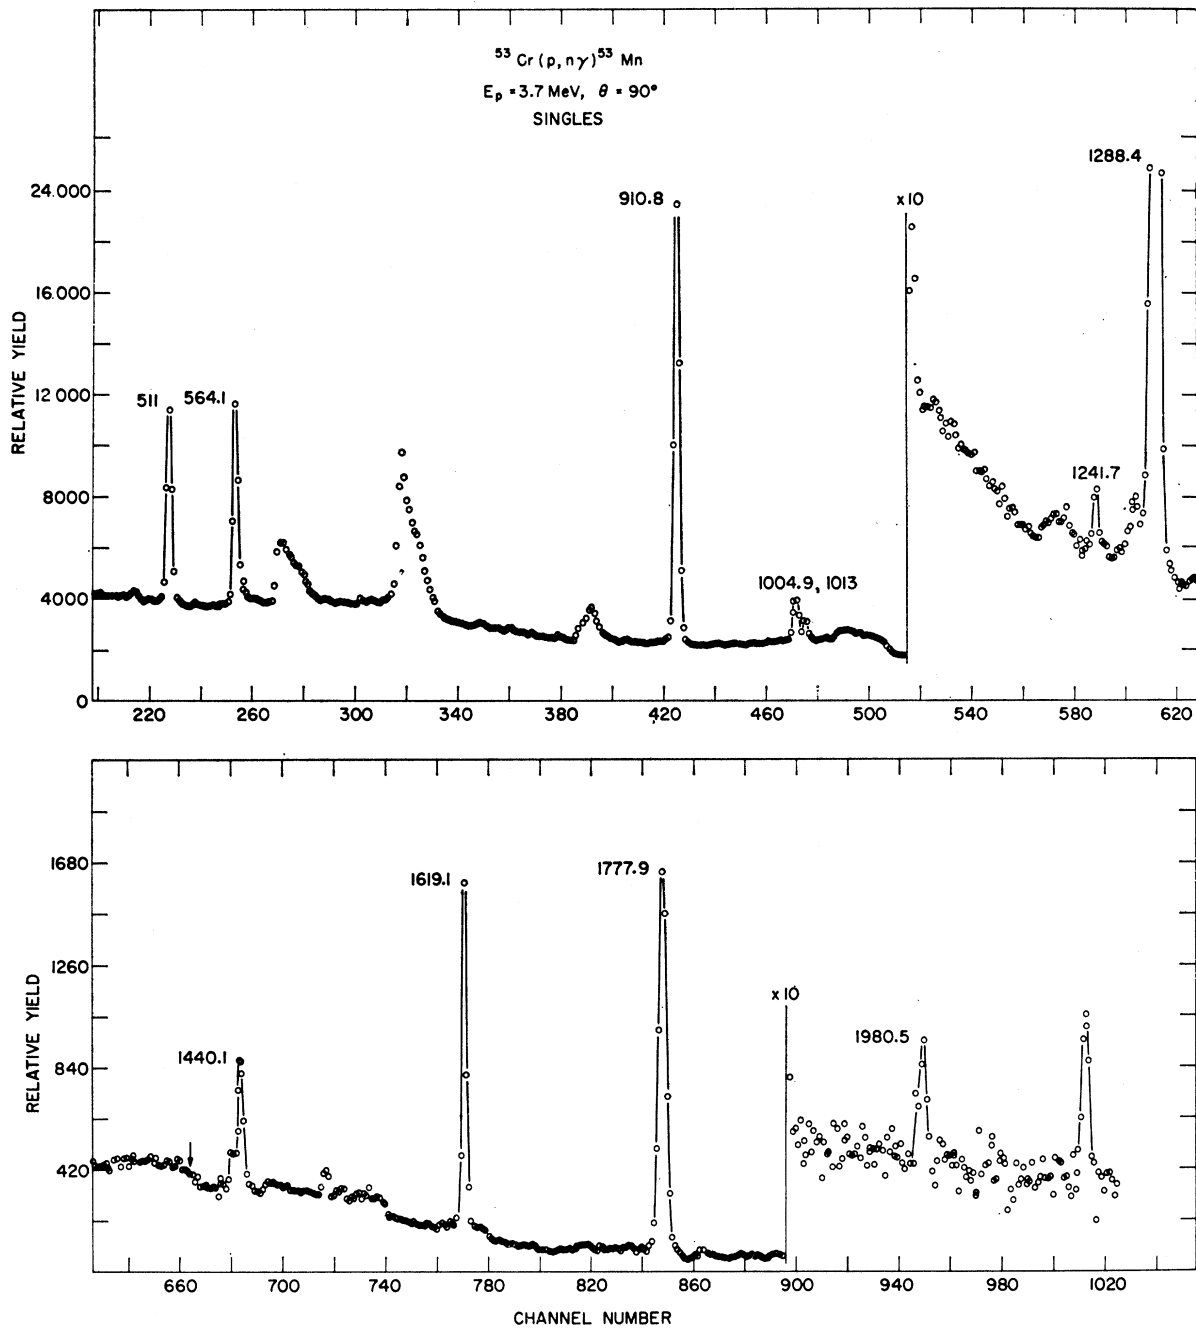 ⁵³Cr(p,nγ)⁵³Mn
Eₚ = 3.7 MeV, θ = 90°
SINGLES
RELATIVE YIELD
24.000
16.000
12 000
8000
4000
0
511
564.1
910.8
1004.9, 1013
x10
1241.7
1288.4
220 260 300 340 380 420 460 500 540 580 620
RELATIVE YIELD
1680
1260
840
420
1440.1
1619.1
1777.9
x10
1980.5
660 700 740 780 820 860 900 940 980 1020
CHANNEL NUMBER